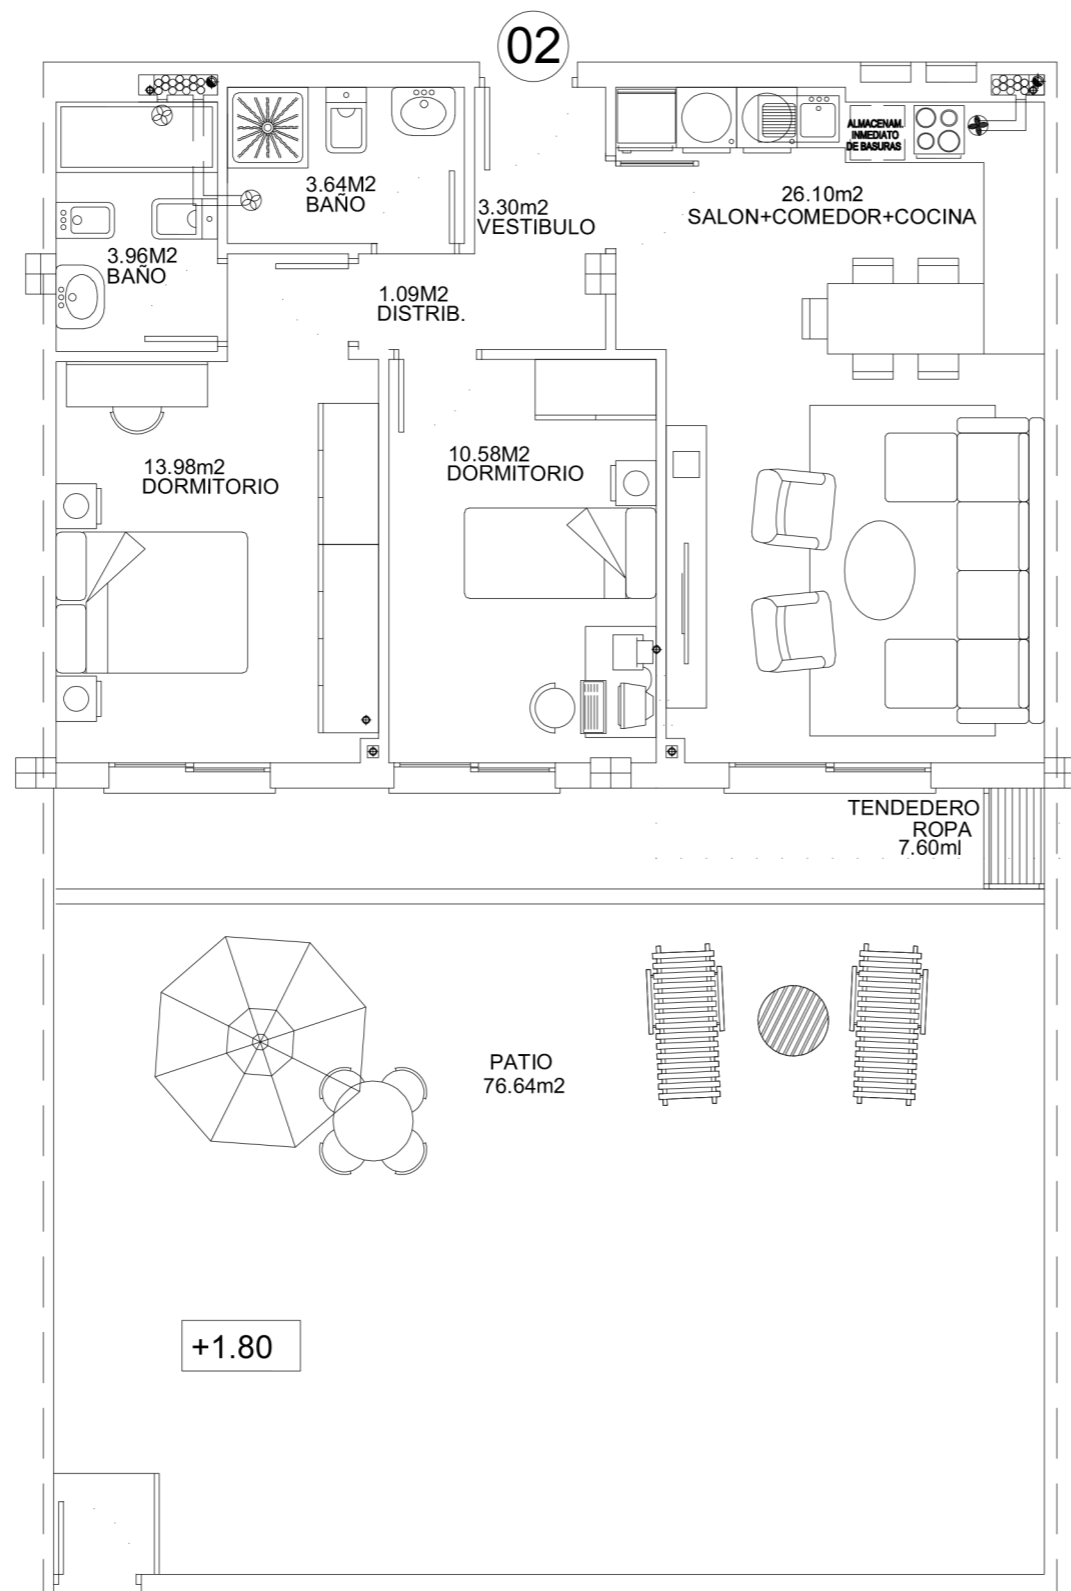 02
ALMACENAM.
INMEDIATO
DE BASURAS
3.64M2
BAÑO
3.30m2
VESTIBULO
26.10m2
SALON+COMEDOR+COCINA
3.96M2
BAÑO
1.09M2
DISTRIB.
13.98m2
DORMITORIO
10.58M2
DORMITORIO
TENDEDERO
ROPA
7.60ml
PATIO
76.64m2
+1.80